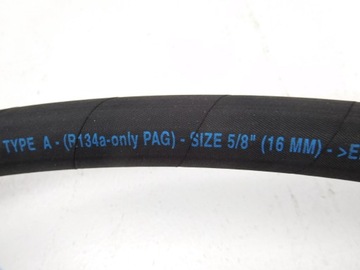 TYPE A - (R134a-only PAG) - SIZE 5/8" (16 MM) - >E